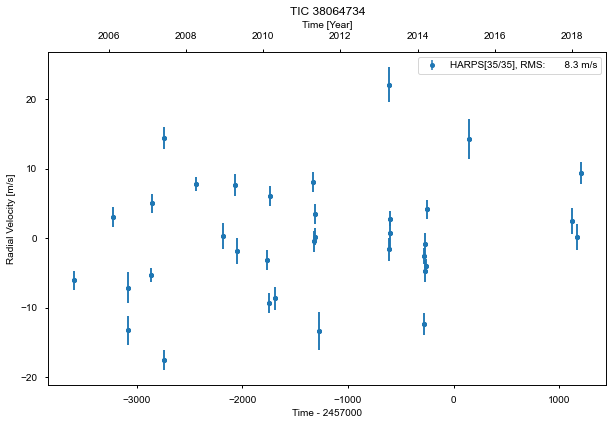 TIC 38064734
Time [Year]
2006 2008 2010 2012 2014 2016 2018
HARPS[35/35], RMS: 8.3 m/s
Radial Velocity [m/s]
20
10
0
−10
−20
−3000 −2000 −1000 0 1000
Time - 2457000